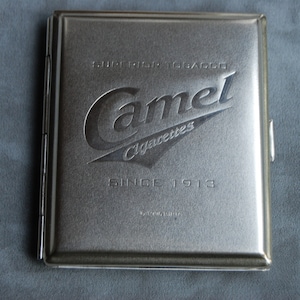 SUPERIOR TOBACCO
Camel
Cigarettes
SINCE 1913